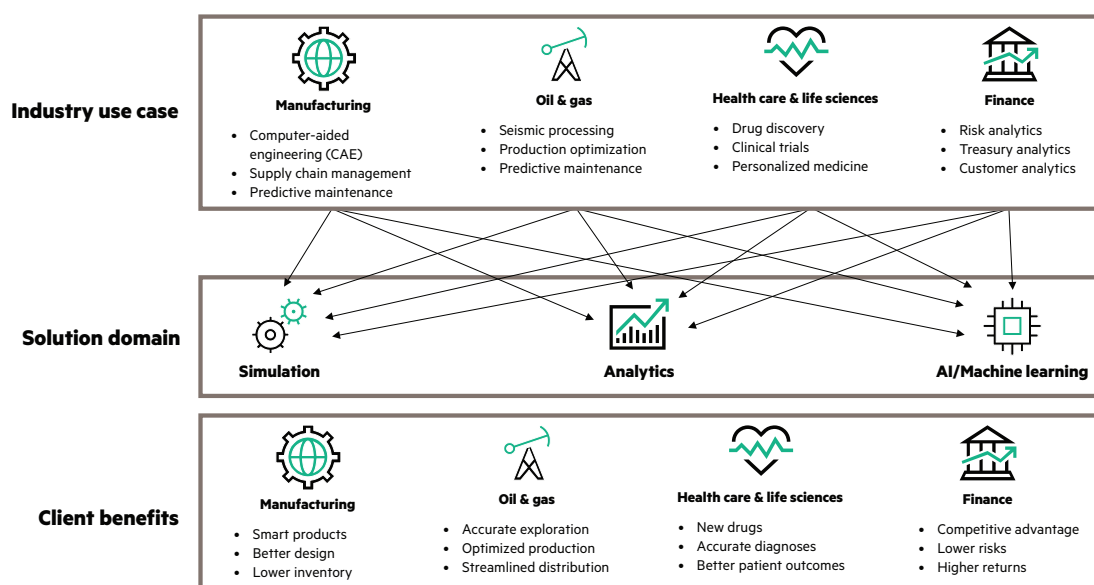 Industry use case
Manufacturing
• Computer-aided
engineering (CAE)
• Supply chain management
• Predictive maintenance
Oil & gas
• Seismic processing
• Production optimization
• Predictive maintenance
Health care & life sciences
• Drug discovery
• Clinical trials
• Personalized medicine
Finance
• Risk analytics
• Treasury analytics
• Customer analytics
Solution domain
Simulation
Analytics
AI/Machine learning
Client benefits
Manufacturing
• Smart products
• Better design
• Lower inventory
Oil & gas
• Accurate exploration
• Optimized production
• Streamlined distribution
Health care & life sciences
• New drugs
• Accurate diagnoses
• Better patient outcomes
Finance
• Competitive advantage
• Lower risks
• Higher returns